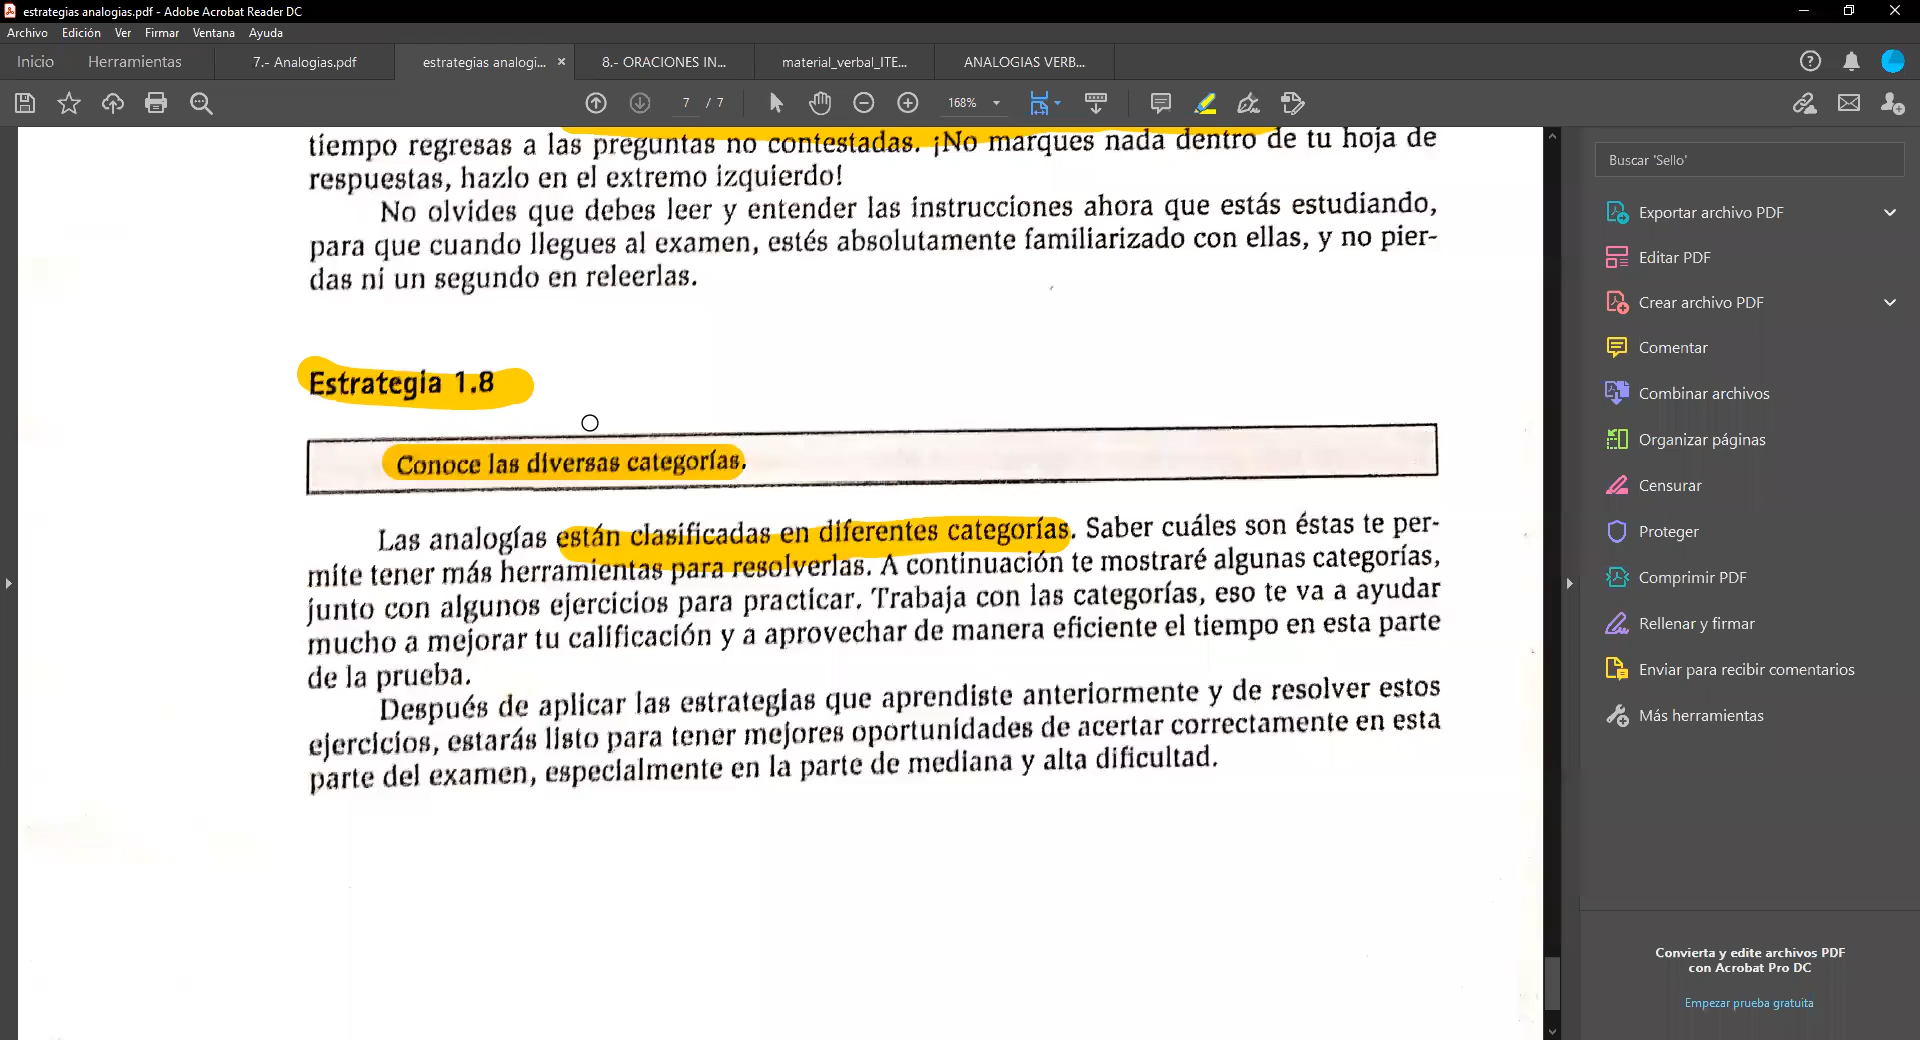 estrategias analogias.pdf - Adobe Acrobat Reader DC
Archivo Edición Ver Firmar Ventana Ayuda
Inicio Herramientas 7.- Analogias.pdf estrategias analogi... × 8.- ORACIONES IN... material_verbal_ITE... ANALOGIAS VERB...
7 / 7 168%
tiempo regresas a las preguntas no contestadas. ¡No marques nada dentro de tu hoja de
respuestas, hazlo en el extremo izquierdo!
No olvides que debes leer y entender las instrucciones ahora que estás estudiando,
para que cuando llegues al examen, estés absolutamente familiarizado con ellas, y no pier-
das ni un segundo en releerlas.
Estrategia 1.8
Conoce las diversas categorías.
Las analogías están clasificadas en diferentes categorías. Saber cuáles son éstas te per-
mite tener más herramientas para resolverlas. A continuación te mostraré algunas categorías,
junto con algunos ejercicios para practicar. Trabaja con las categorías, eso te va a ayudar
mucho a mejorar tu calificación y a aprovechar de manera eficiente el tiempo en esta parte
de la prueba.
Después de aplicar las estrategias que aprendiste anteriormente y de resolver estos
ejercicios, estarás listo para tener mejores oportunidades de acertar correctamente en esta
parte del examen, especialmente en la parte de mediana y alta dificultad.
Buscar 'Sello'
Exportar archivo PDF
Editar PDF
Crear archivo PDF
Comentar
Combinar archivos
Organizar páginas
Censurar
Proteger
Comprimir PDF
Rellenar y firmar
Enviar para recibir comentarios
Más herramientas
Convierta y edite archivos PDF
con Acrobat Pro DC
Empezar prueba gratuita